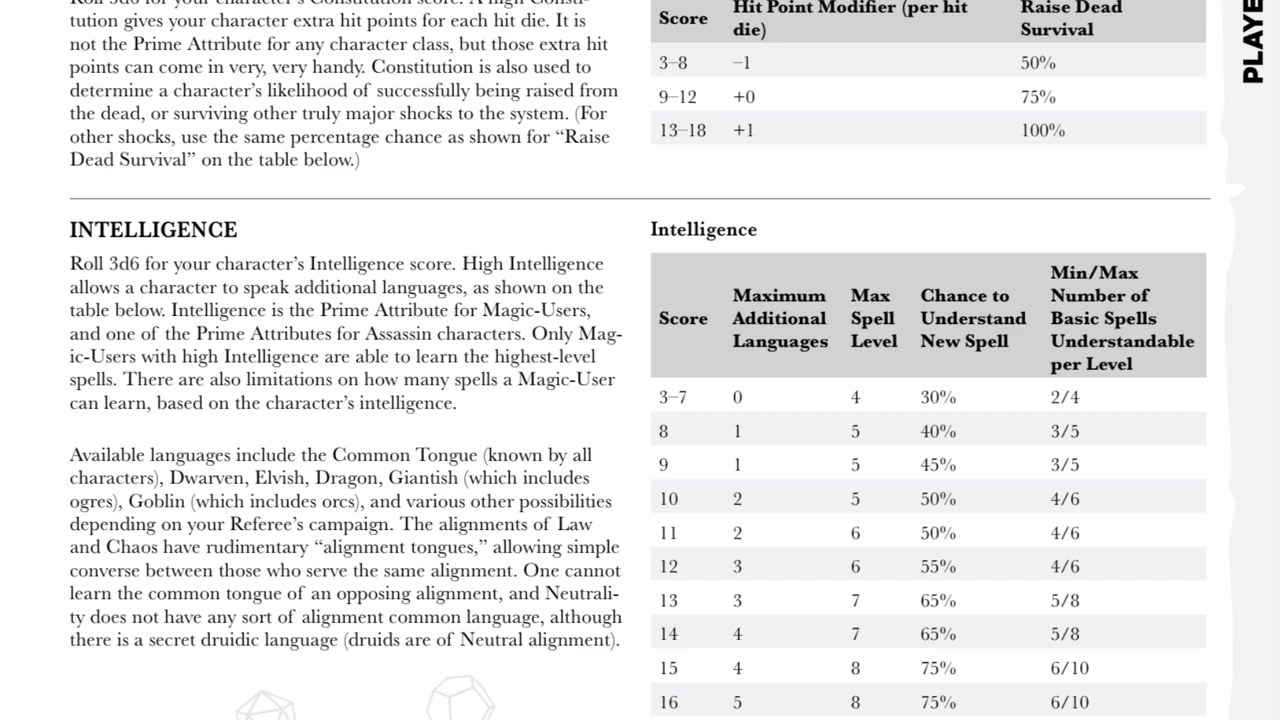 Roll 3d6 for your character's Constitution score. A high Consti-
tution gives your character extra hit points for each hit die. It is
not the Prime Attribute for any character class, but those extra hit
points can come in very, very handy. Constitution is also used to
determine a character's likelihood of successfully being raised from
the dead, or surviving other truly major shocks to the system. (For
other shocks, use the same percentage chance as shown for “Raise
Dead Survival” on the table below.)
Score Hit Point Modifier (per hit die) Raise Dead Survival
3–8 –1 50%
9–12 +0 75%
13–18 +1 100%
PLAYE
INTELLIGENCE
Roll 3d6 for your character's Intelligence score. High Intelligence
allows a character to speak additional languages, as shown on the
table below. Intelligence is the Prime Attribute for Magic-Users,
and one of the Prime Attributes for Assassin characters. Only Mag-
ic-Users with high Intelligence are able to learn the highest-level
spells. There are also limitations on how many spells a Magic-User
can learn, based on the character's intelligence.
Available languages include the Common Tongue (known by all
characters), Dwarven, Elvish, Dragon, Giantish (which includes
ogres), Goblin (which includes orcs), and various other possibilities
depending on your Referee's campaign. The alignments of Law
and Chaos have rudimentary “alignment tongues,” allowing simple
converse between those who serve the same alignment. One cannot
learn the common tongue of an opposing alignment, and Neutrali-
ty does not have any sort of alignment common language, although
there is a secret druidic language (druids are of Neutral alignment).
Intelligence
Score Maximum Additional Languages Max Spell Level Chance to Understand New Spell Min/Max Number of Basic Spells Understandable per Level
3–7 0 4 30% 2/4
8 1 5 40% 3/5
9 1 5 45% 3/5
10 2 5 50% 4/6
11 2 6 50% 4/6
12 3 6 55% 4/6
13 3 7 65% 5/8
14 4 7 65% 5/8
15 4 8 75% 6/10
16 5 8 75% 6/10